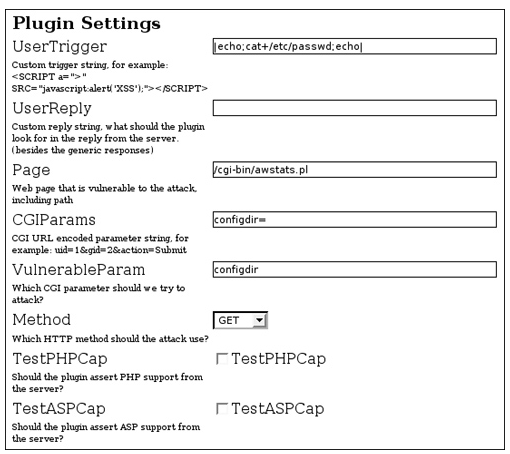 Plugin Settings
UserTrigger
|echo;cat+/etc/passwd;echo|
Custom trigger string, for example:
<SCRIPT a=">"
SRC="javascript:alert('XSS');"></SCRIPT>
UserReply
Custom reply string, what should the plugin
look for in the reply from the server.
(besides the generic responses)
Page
/cgi-bin/awstats.pl
Web page that is vulnerable to the attack,
including path
CGIParams
configdir=
CGI URL encoded parameter string, for
example: uid=1&gid=2&action=Submit
VulnerableParam
configdir
Which CGI parameter should we try to
attack?
Method
GET
Which HTTP method should the attack use?
TestPHPCap
TestPHPCap
Should the plugin assert PHP support from
the server?
TestASPCap
TestASPCap
Should the plugin assert ASP support from
the server?